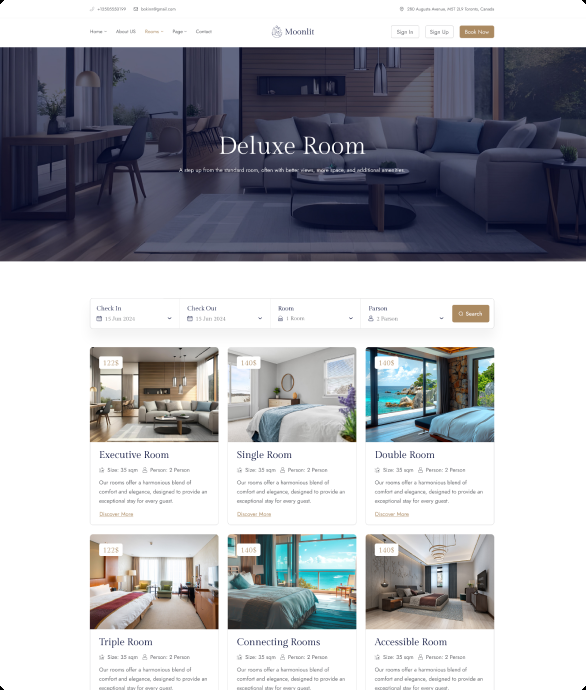 Home
About US
Rooms
Page
Contact
Moonlit
Sign In
Sign Up
Book Now
280 Augusta Avenue, M5T 2L9 Toronto, Canada
Deluxe Room
A step up from the standard room, often with better views, more space, and additional amenities.
Check In
15 Jun 2024
Check Out
15 Jun 2024
Room
1 Room
Parson
2 Person
Search
122$
Executive Room
Size: 35 sqm
Person: 2 Person
Our rooms offer a harmonious blend of
comfort and elegance, designed to provide an
exceptional stay for every guest.
Discover More
140$
Single Room
Size: 35 sqm
Person: 2 Person
Our rooms offer a harmonious blend of
comfort and elegance, designed to provide an
exceptional stay for every guest.
Discover More
140$
Double Room
Size: 35 sqm
Person: 2 Person
Our rooms offer a harmonious blend of
comfort and elegance, designed to provide an
exceptional stay for every guest.
Discover More
122$
Triple Room
Size: 35 sqm
Person: 2 Person
Our rooms offer a harmonious blend of
comfort and elegance, designed to provide an
exceptional stay for every guest.
140$
Connecting Rooms
Size: 35 sqm
Person: 2 Person
Our rooms offer a harmonious blend of
comfort and elegance, designed to provide an
exceptional stay for every guest.
140$
Accessible Room
Size: 35 sqm
Person: 2 Person
Our rooms offer a harmonious blend of
comfort and elegance, designed to provide an
exceptional stay for every guest.